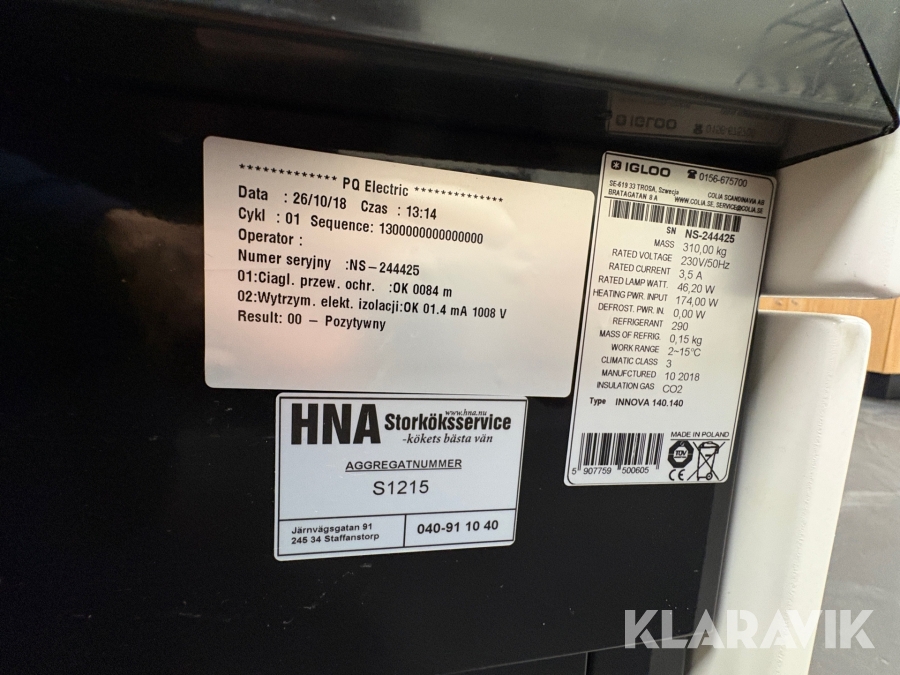 ************* PQ Electric *************
Data : 26/10/18 Czas : 13:14
Cykl : 01 Sequence: 1300000000000000
Operator :
Numer seryjny :NS-244425
01:Ciagl. przew. ochr. :OK 0084 m
02:Wytrzym. elekt. izolacji:OK 01.4 mA 1008 V
Result: 00 - Pozytywny
HNA Storköksservice
www.hna.nu
-kökets bästa vän
AGGREGATNUMMER
S1215
Järnvägsgatan 91
245 34 Staffanstorp
040-91 10 40
IGLOO
☎ 0156-675700
SE-619 33 TROSA, Szwecja
BRATAGATAN 8 A
COLIA SCANDINAVIA AB
WWW.COLIA.SE, SERVICE@COLIA.SE
SN NS-244425
MASS 310,00 kg
RATED VOLTAGE 230V/50Hz
RATED CURRENT 3,5 A
RATED LAMP WATT. 46,20 W
HEATING PWR. INPUT 174,00 W
DEFROST. PWR. IN. 0,00 W
REFRIGERANT 290
MASS OF REFRIG. 0,15 kg
WORK RANGE 2~15°C
CLIMATIC CLASS 3
MANUFCTURED 10 2018
INSULATION GAS CO2
Type INNOVA 140.140
MADE IN POLAND
TÜV
CE
5 907759 500605
KLARAVIK